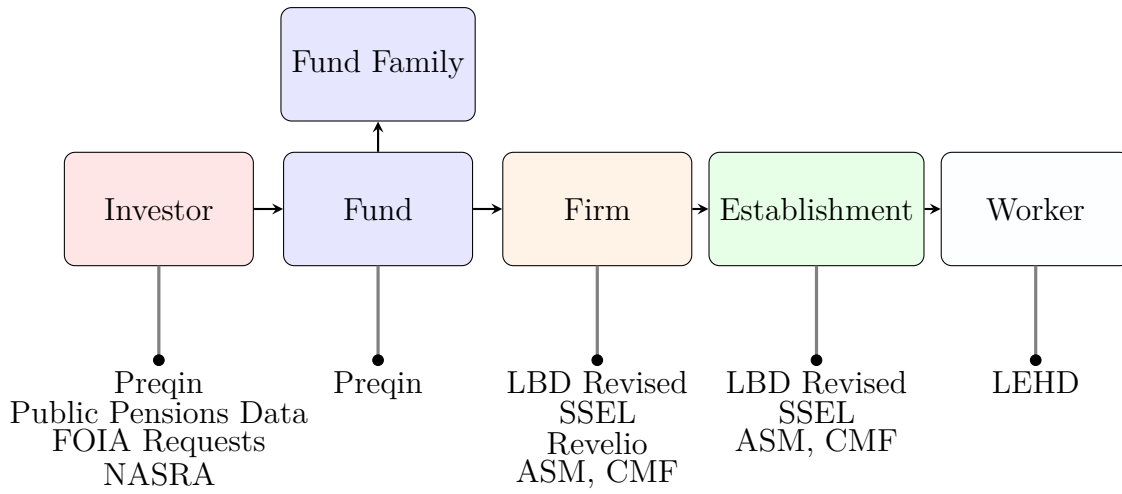 Fund Family
Investor
Fund
Firm
Establishment
Worker
Preqin
Public Pensions Data
FOIA Requests
NASRA
Preqin
LBD Revised
SSEL
Revelio
ASM, CMF
LBD Revised
SSEL
ASM, CMF
LEHD